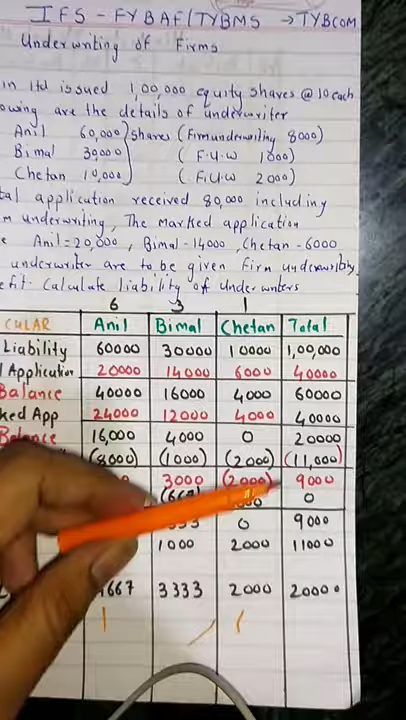 IFS - FYBAF/TYBMS → TYBCOM
Underwriting of Firms
in ltd issued 1,00,000 equity shares @ 10 each
owing are the details of underwriter
Anil 60,000 shares (Firmunderwriting 8000)
Bimal 30000 (F.U.W 1000)
Chetan 10,000 (F.U.W 2000)
tal application received 80,000 including
m underwriting, The Marked application
e Anil = 20,000, Bimal - 14000, Chetan - 6000
underwriter are to be given Firm underwriting
efit. Calculate liability of Underwriters
6 3 1
CULAR Anil Bimal Chetan Total
Liability 60000 30000 10000 1,00,000
Application 20000 14000 6000 40000
Balance 40000 16000 4000 60000
ked App 24000 12000 4000 40000
Balance 16,000 4000 0 20000
(8000) (1000) (2000) (11,000)
3000 (2000) 9000
0
0 9000
1000 2000 11000
667 3333 2000 20000